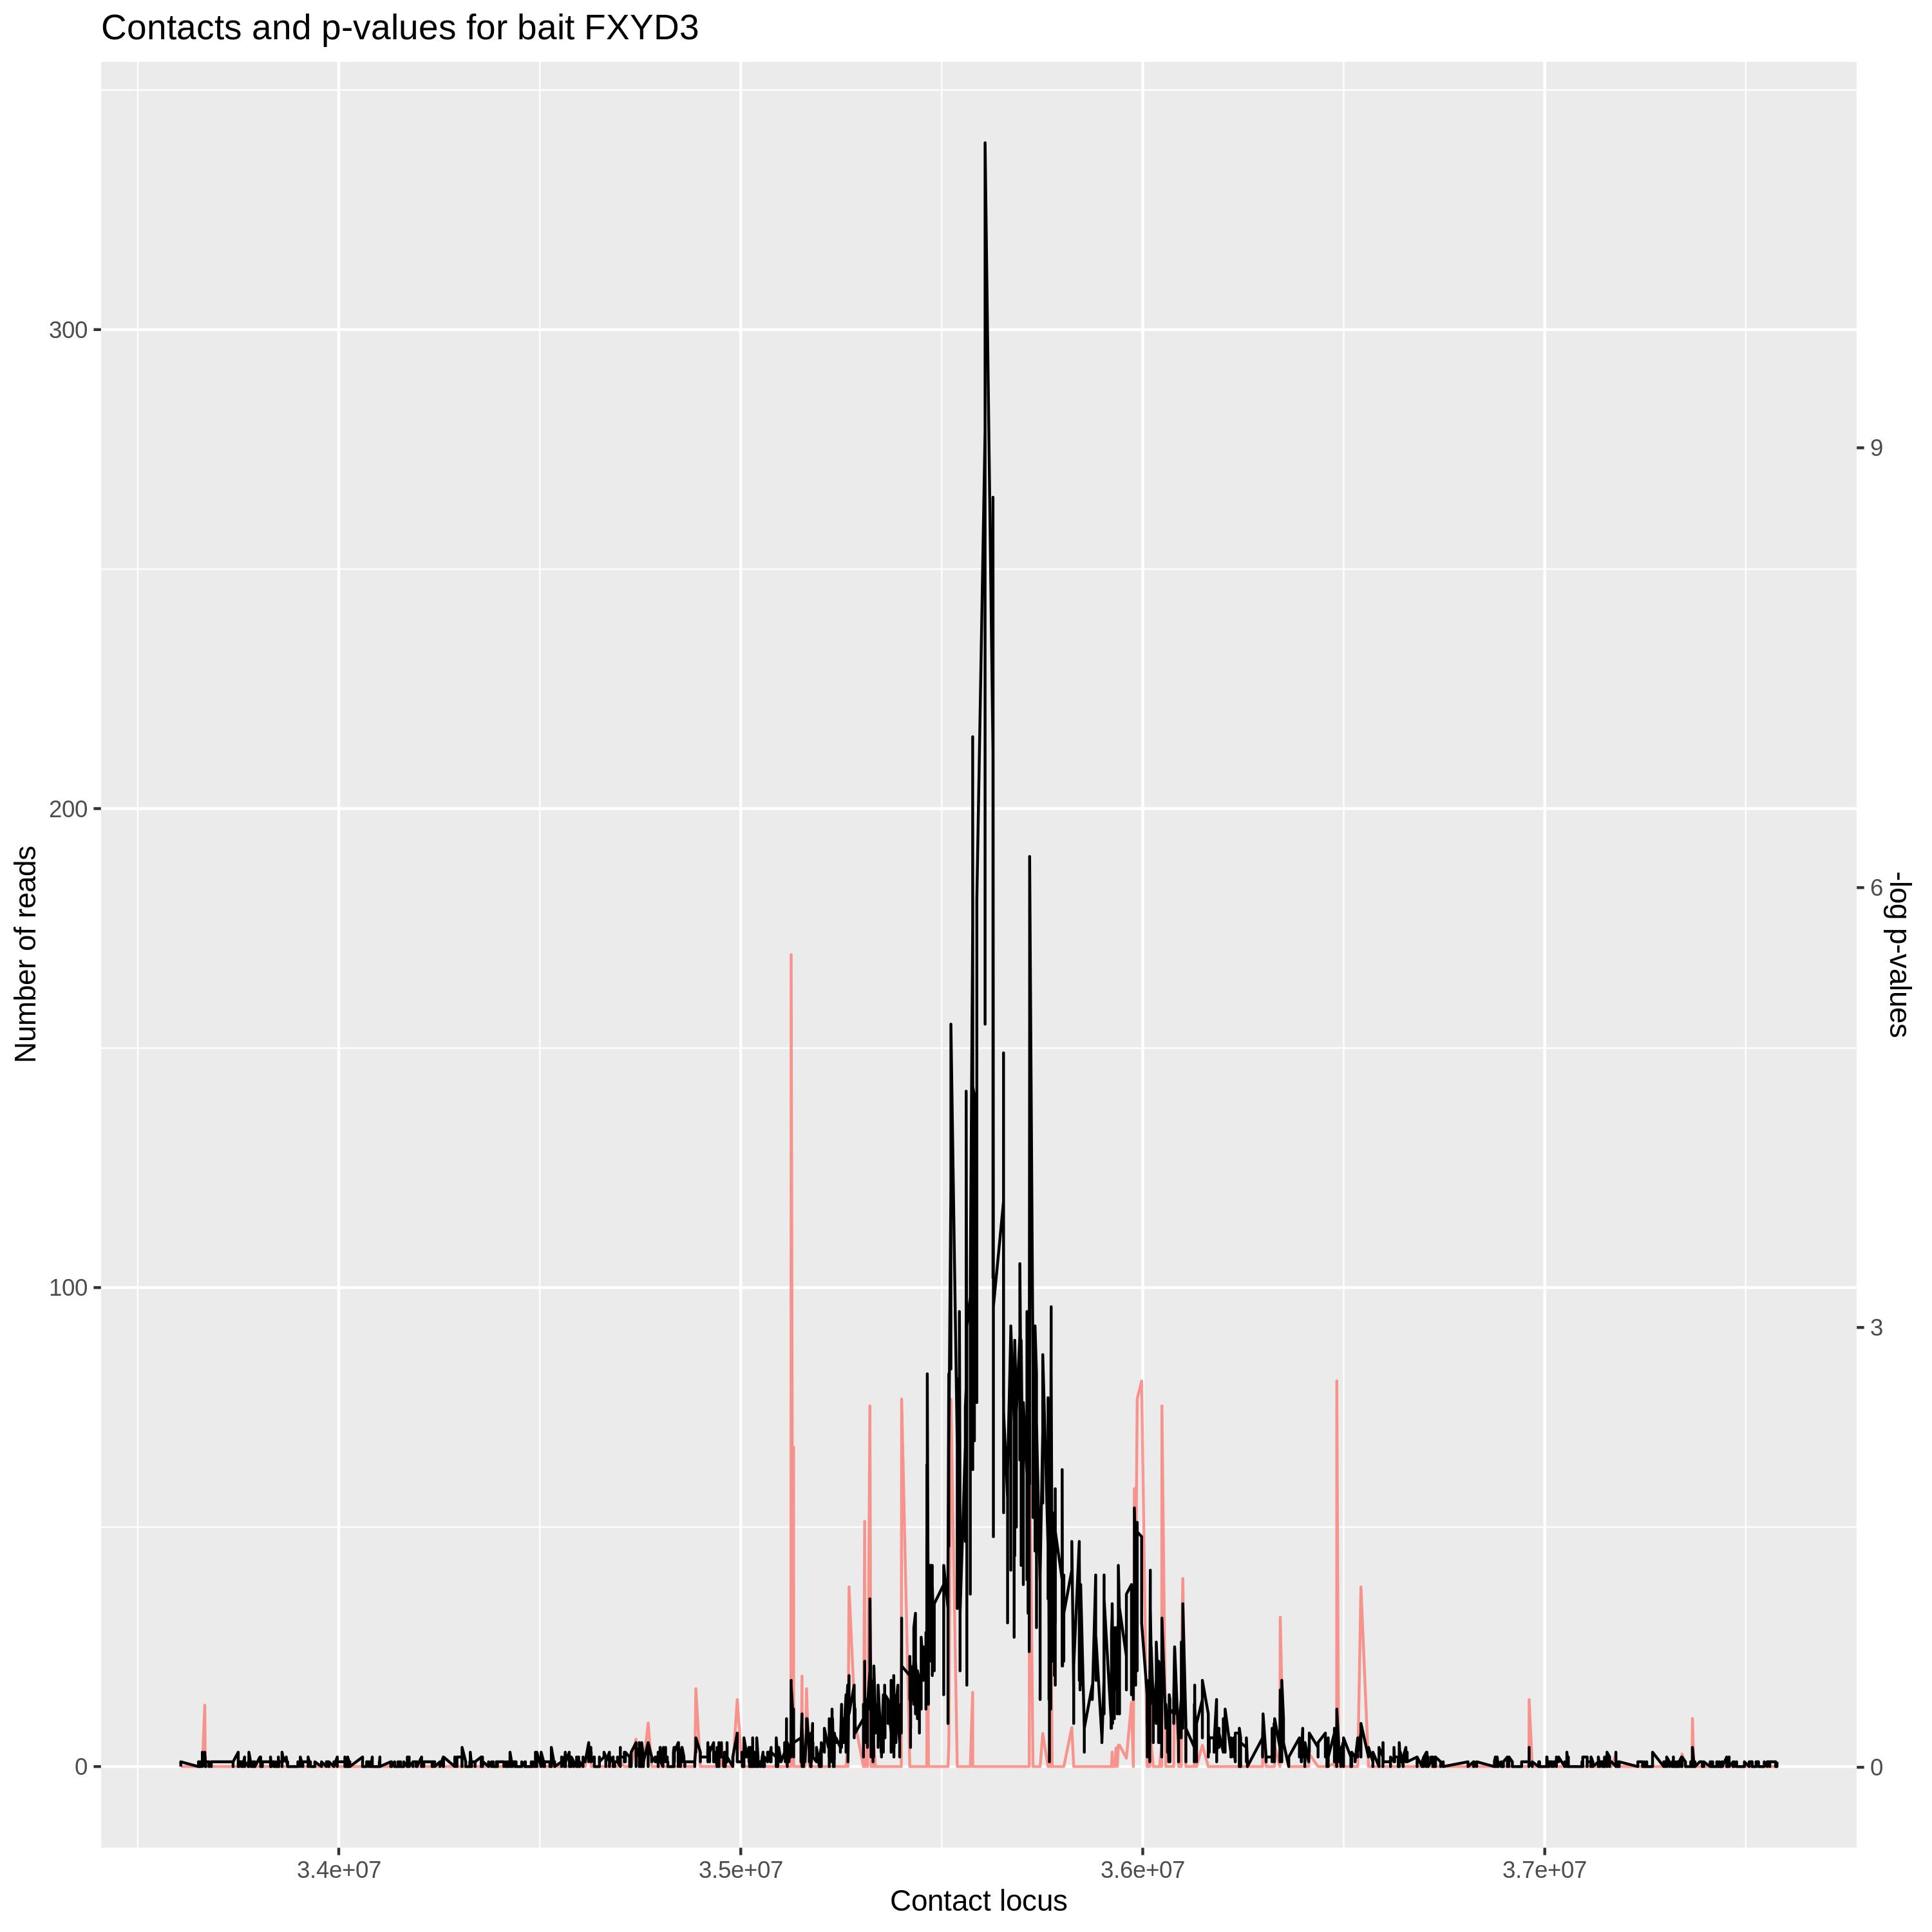 Contacts and p-values for bait FXYD3
300
200
100
0
Number of reads
9
6
3
0
-log p-values
3.4e+07
3.5e+07
3.6e+07
3.7e+07
Contact locus